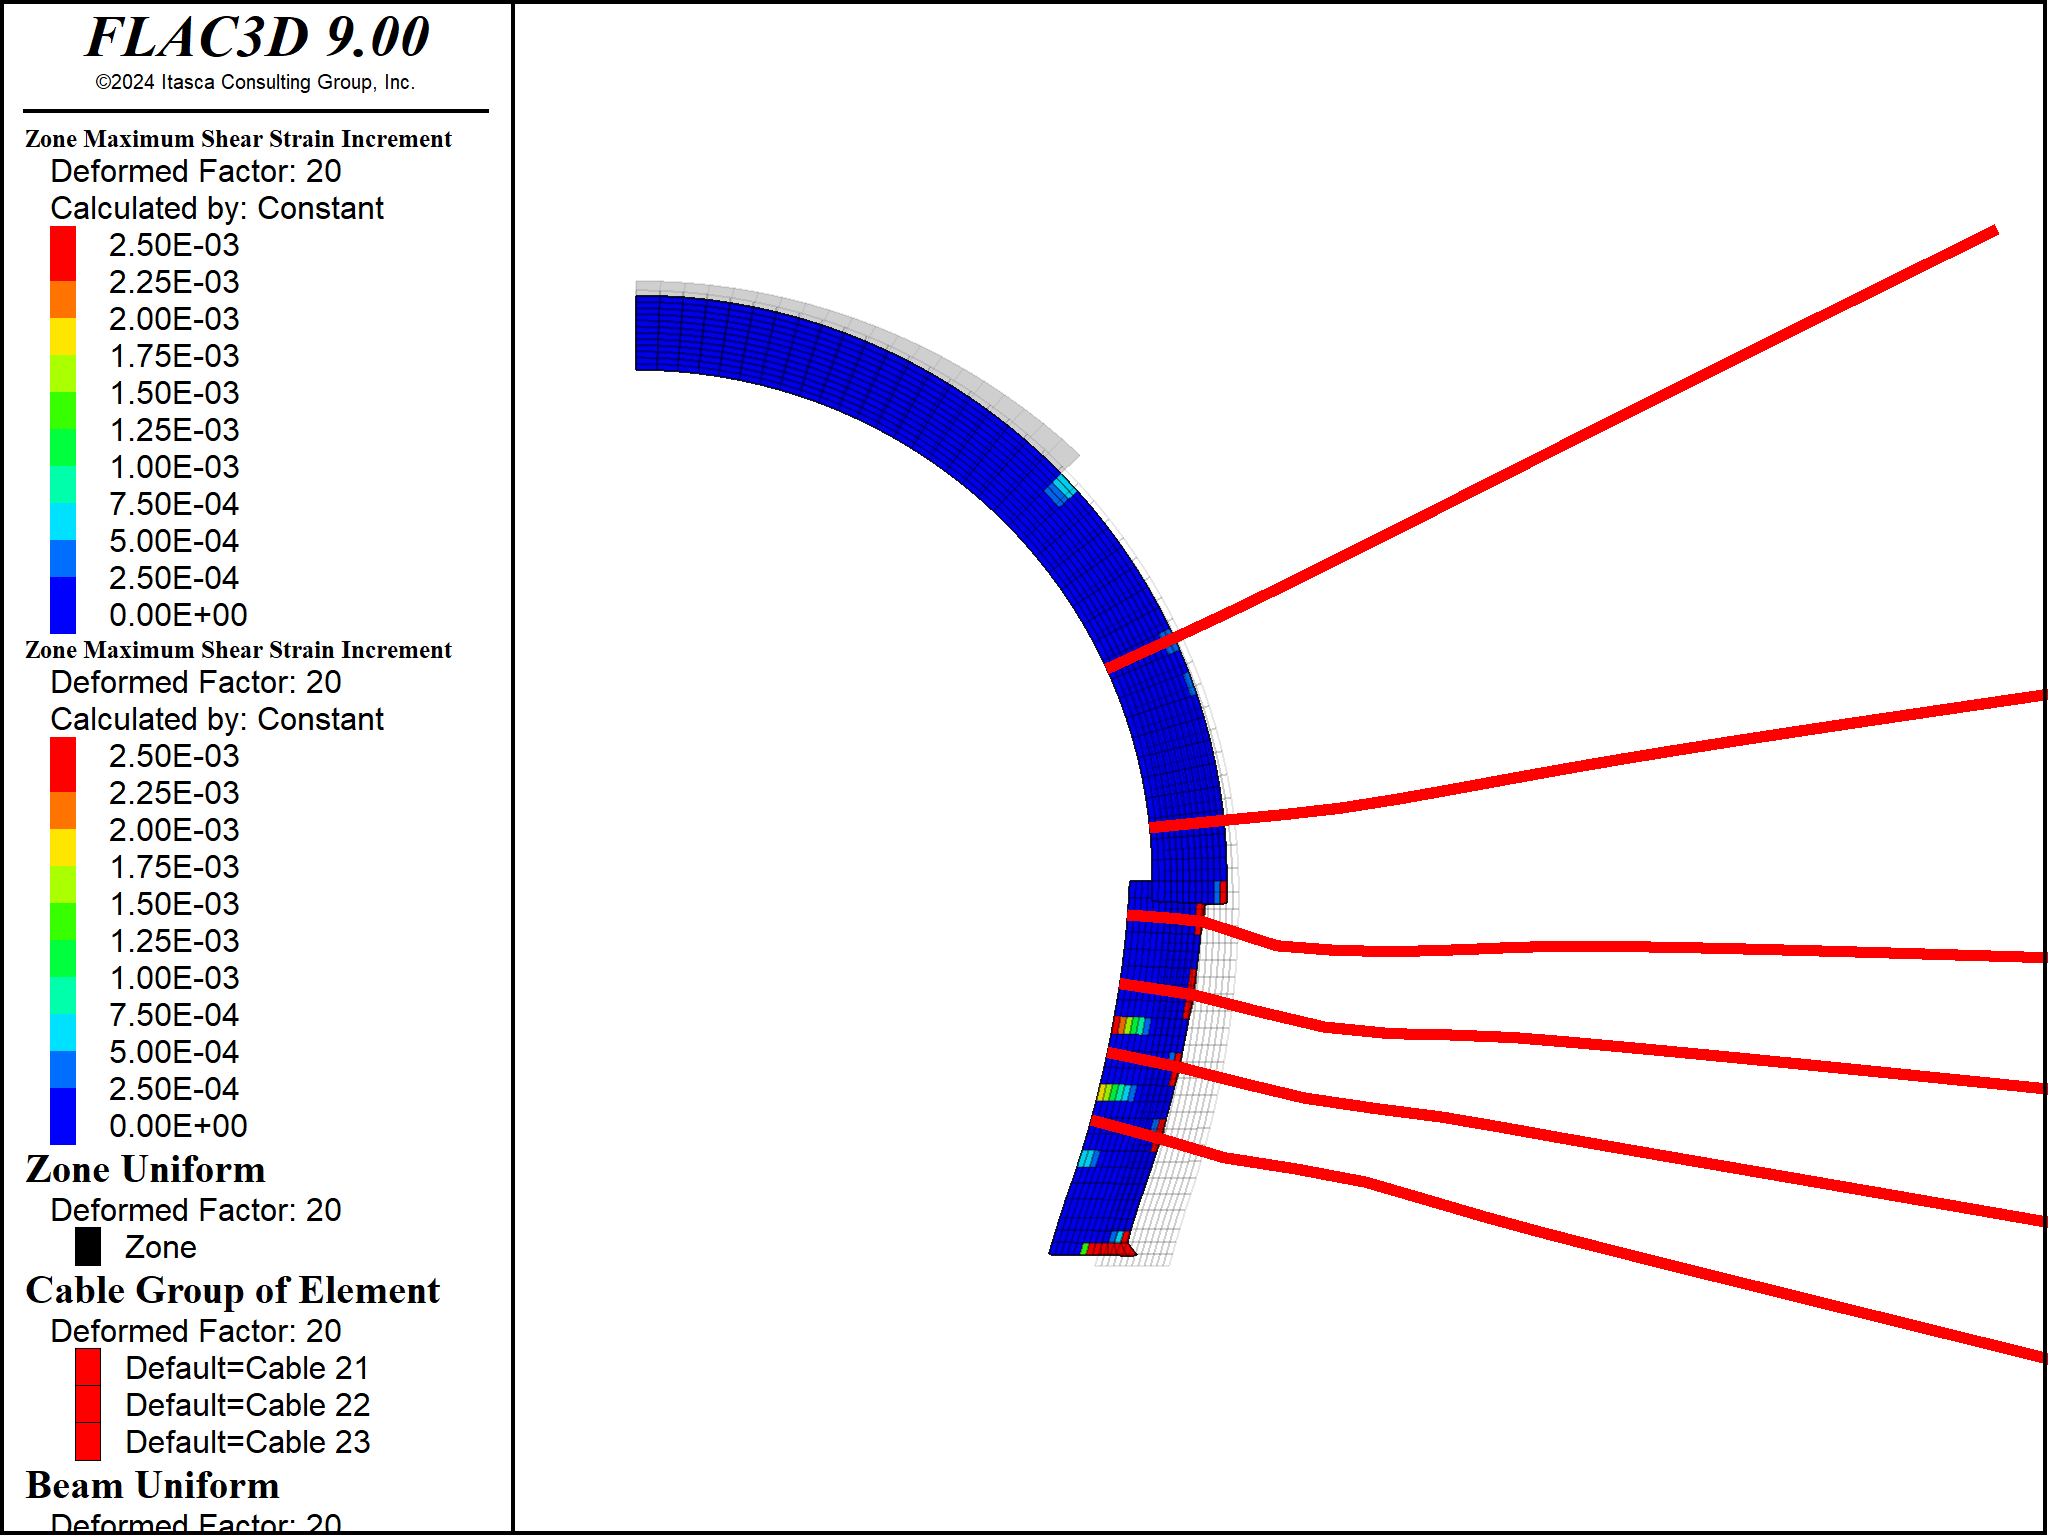 FLAC3D 9.00
©2024 Itasca Consulting Group, Inc.
Zone Maximum Shear Strain Increment
Deformed Factor: 20
Calculated by: Constant
2.50E-03
2.25E-03
2.00E-03
1.75E-03
1.50E-03
1.25E-03
1.00E-03
7.50E-04
5.00E-04
2.50E-04
0.00E+00
Zone Maximum Shear Strain Increment
Deformed Factor: 20
Calculated by: Constant
2.50E-03
2.25E-03
2.00E-03
1.75E-03
1.50E-03
1.25E-03
1.00E-03
7.50E-04
5.00E-04
2.50E-04
0.00E+00
Zone Uniform
Deformed Factor: 20
Zone
Cable Group of Element
Deformed Factor: 20
Default=Cable 21
Default=Cable 22
Default=Cable 23
Beam Uniform
Deformed Factor: 20